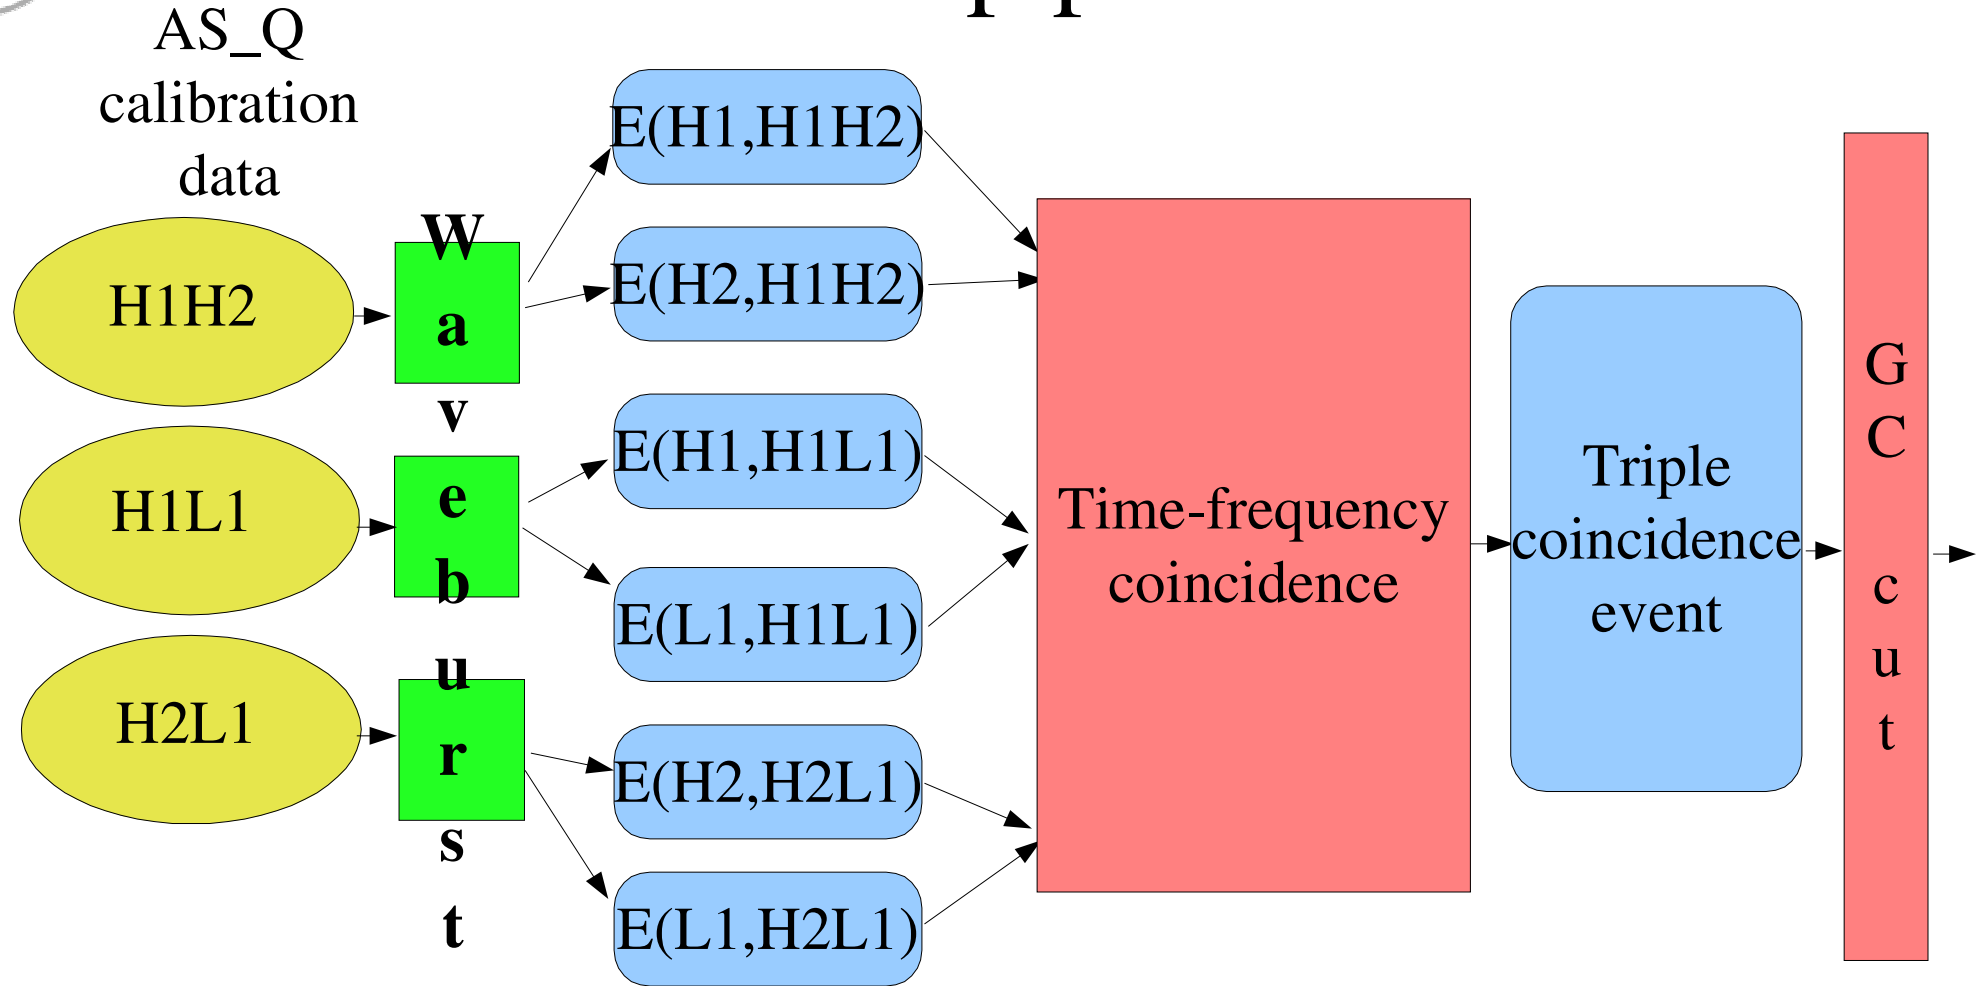 AS_Q
calibration
data
H1H2
H1L1
H2L1
W
a
v
e
b
u
r
s
t
E(H1,H1H2)
E(H2,H1H2)
E(H1,H1L1)
E(L1,H1L1)
E(H2,H2L1)
E(L1,H2L1)
Time-frequency
coincidence
Triple
coincidence
event
G
C
c
u
t